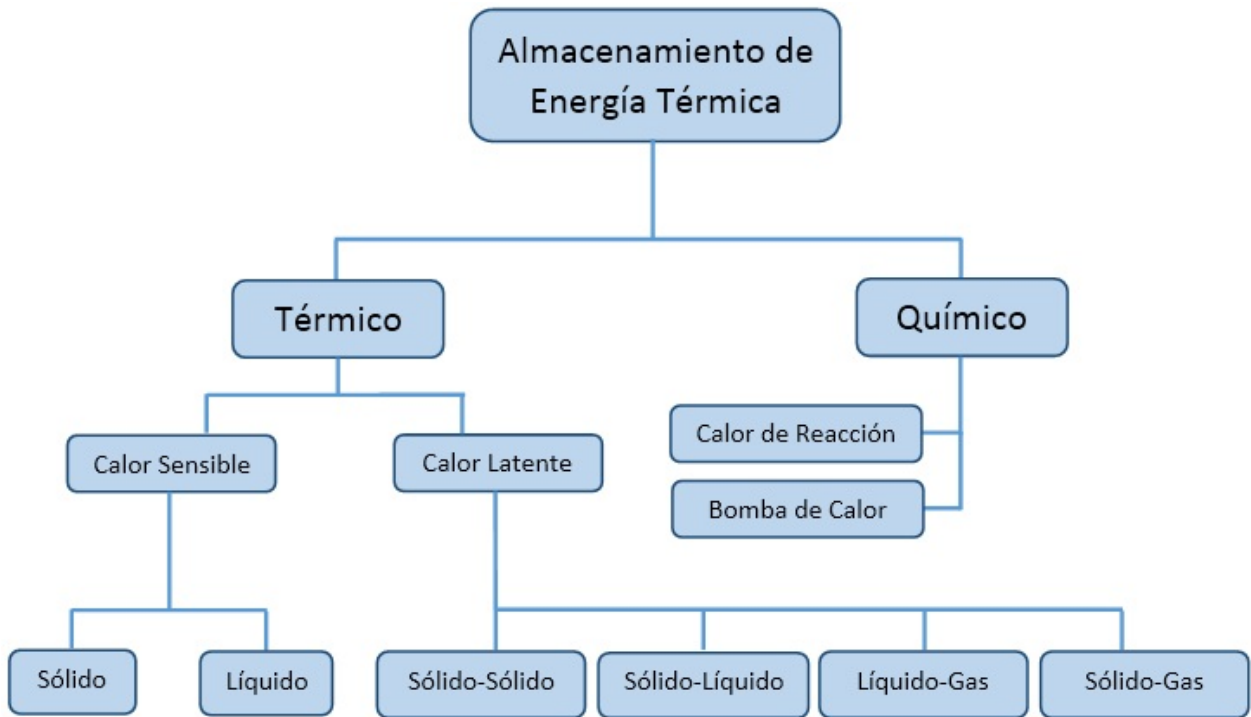 Almacenamiento de
Energía Térmica
Térmico
Químico
Calor de Reacción
Calor Sensible
Calor Latente
Bomba de Calor
Sólido
Líquido
Sólido-Sólido
Sólido-Líquido
Líquido-Gas
Sólido-Gas